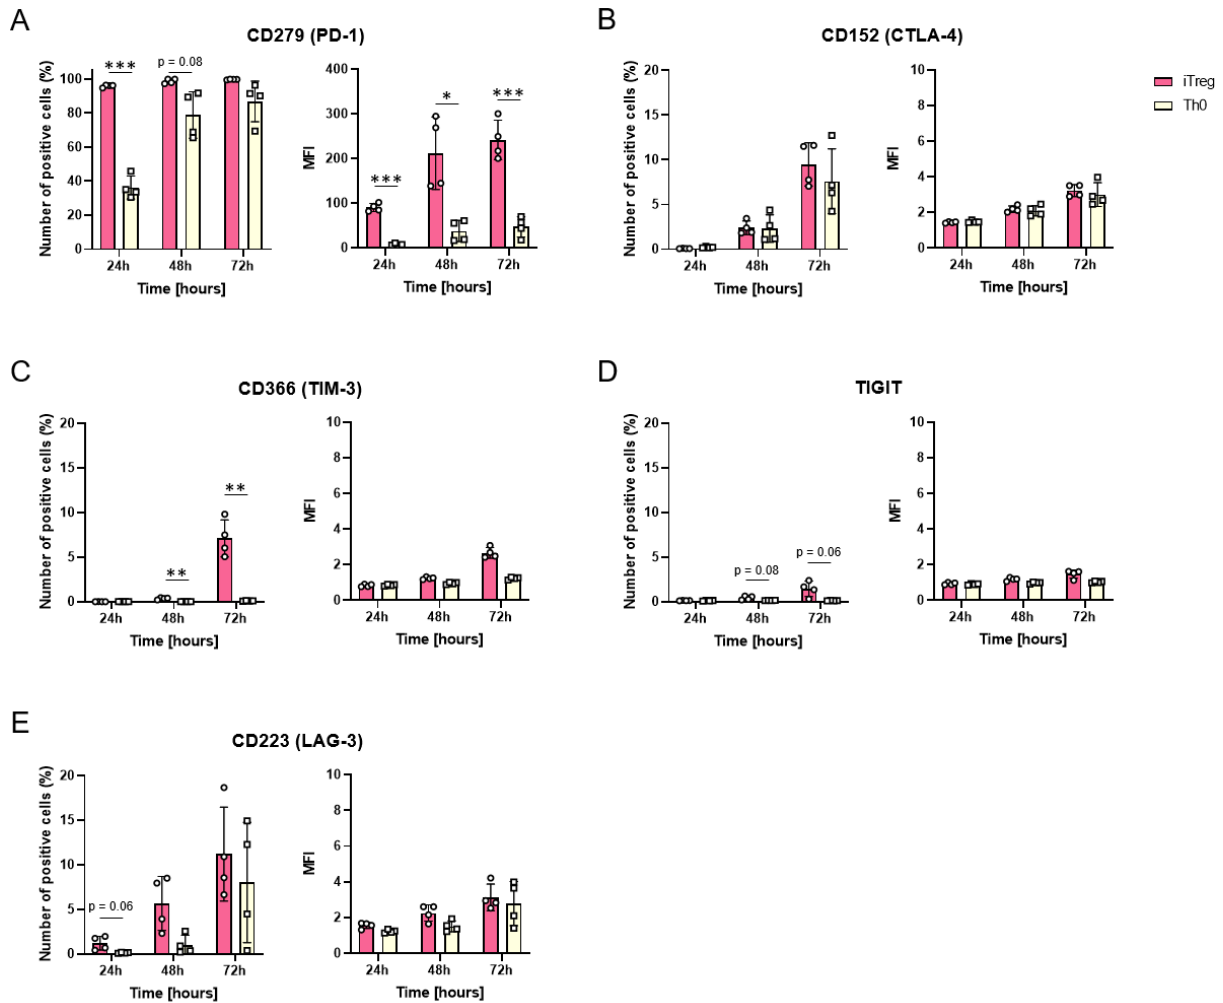 A
CD279 (PD-1)
Number of positive cells (%)
100
80
60
40
20
0
***
p = 0.08
24h
48h
72h
Time [hours]
MFI
400
300
200
100
0
***
*
***
24h
48h
72h
Time [hours]
B
CD152 (CTLA-4)
Number of positive cells (%)
20
15
10
5
0
24h
48h
72h
Time [hours]
MFI
10
8
6
4
2
0
24h
48h
72h
Time [hours]
iTreg
Th0
C
CD366 (TIM-3)
Number of positive cells (%)
20
15
10
5
0
**
**
24h
48h
72h
Time [hours]
MFI
10
8
6
4
2
0
24h
48h
72h
Time [hours]
D
TIGIT
Number of positive cells (%)
20
15
10
5
0
p = 0.08
p = 0.06
24h
48h
72h
Time [hours]
MFI
10
8
6
4
2
0
24h
48h
72h
Time [hours]
E
CD223 (LAG-3)
Number of positive cells (%)
20
15
10
5
0
p = 0.06
24h
48h
72h
Time [hours]
MFI
10
8
6
4
2
0
24h
48h
72h
Time [hours]